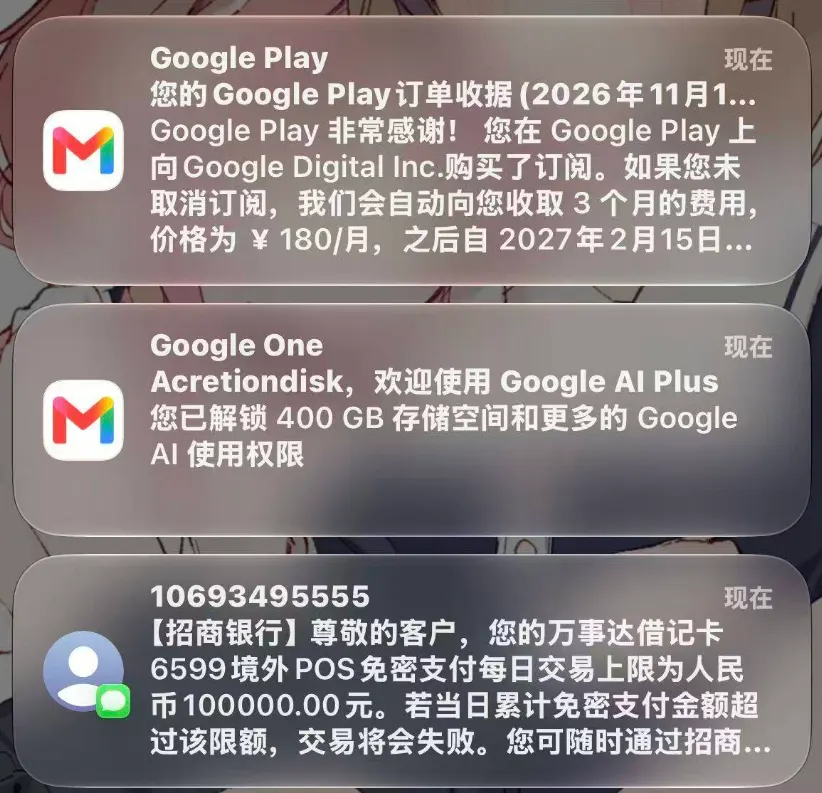 Google Play
现在
您的Google Play订单收据 (2026年11月1...
Google Play 非常感谢！ 您在 Google Play 上
向Google Digital Inc.购买了订阅。如果您未
取消订阅，我们会自动向您收取 3 个月的费用，
价格为 ￥ 180/月，之后自 2027年2月15日...
Google One
现在
Acretiondisk，欢迎使用 Google AI Plus
您已解锁 400 GB 存储空间和更多的 Google
AI 使用权限
10693495555
现在
【招商银行】尊敬的客户，您的万事达借记卡
6599境外POS免密支付每日交易上限为人民
币100000.00元。若当日累计免密支付金额超
过该限额，交易将会失败。您可随时通过招商...